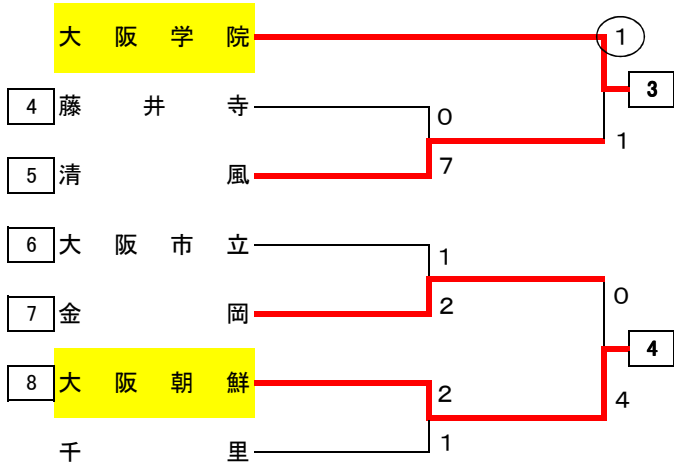 大阪学院 1
3
4 藤井寺 0
1
5 清風 7
6 大阪市立 1
0
7 金岡 2
4
8 大阪朝鮮 2
4
千里 1